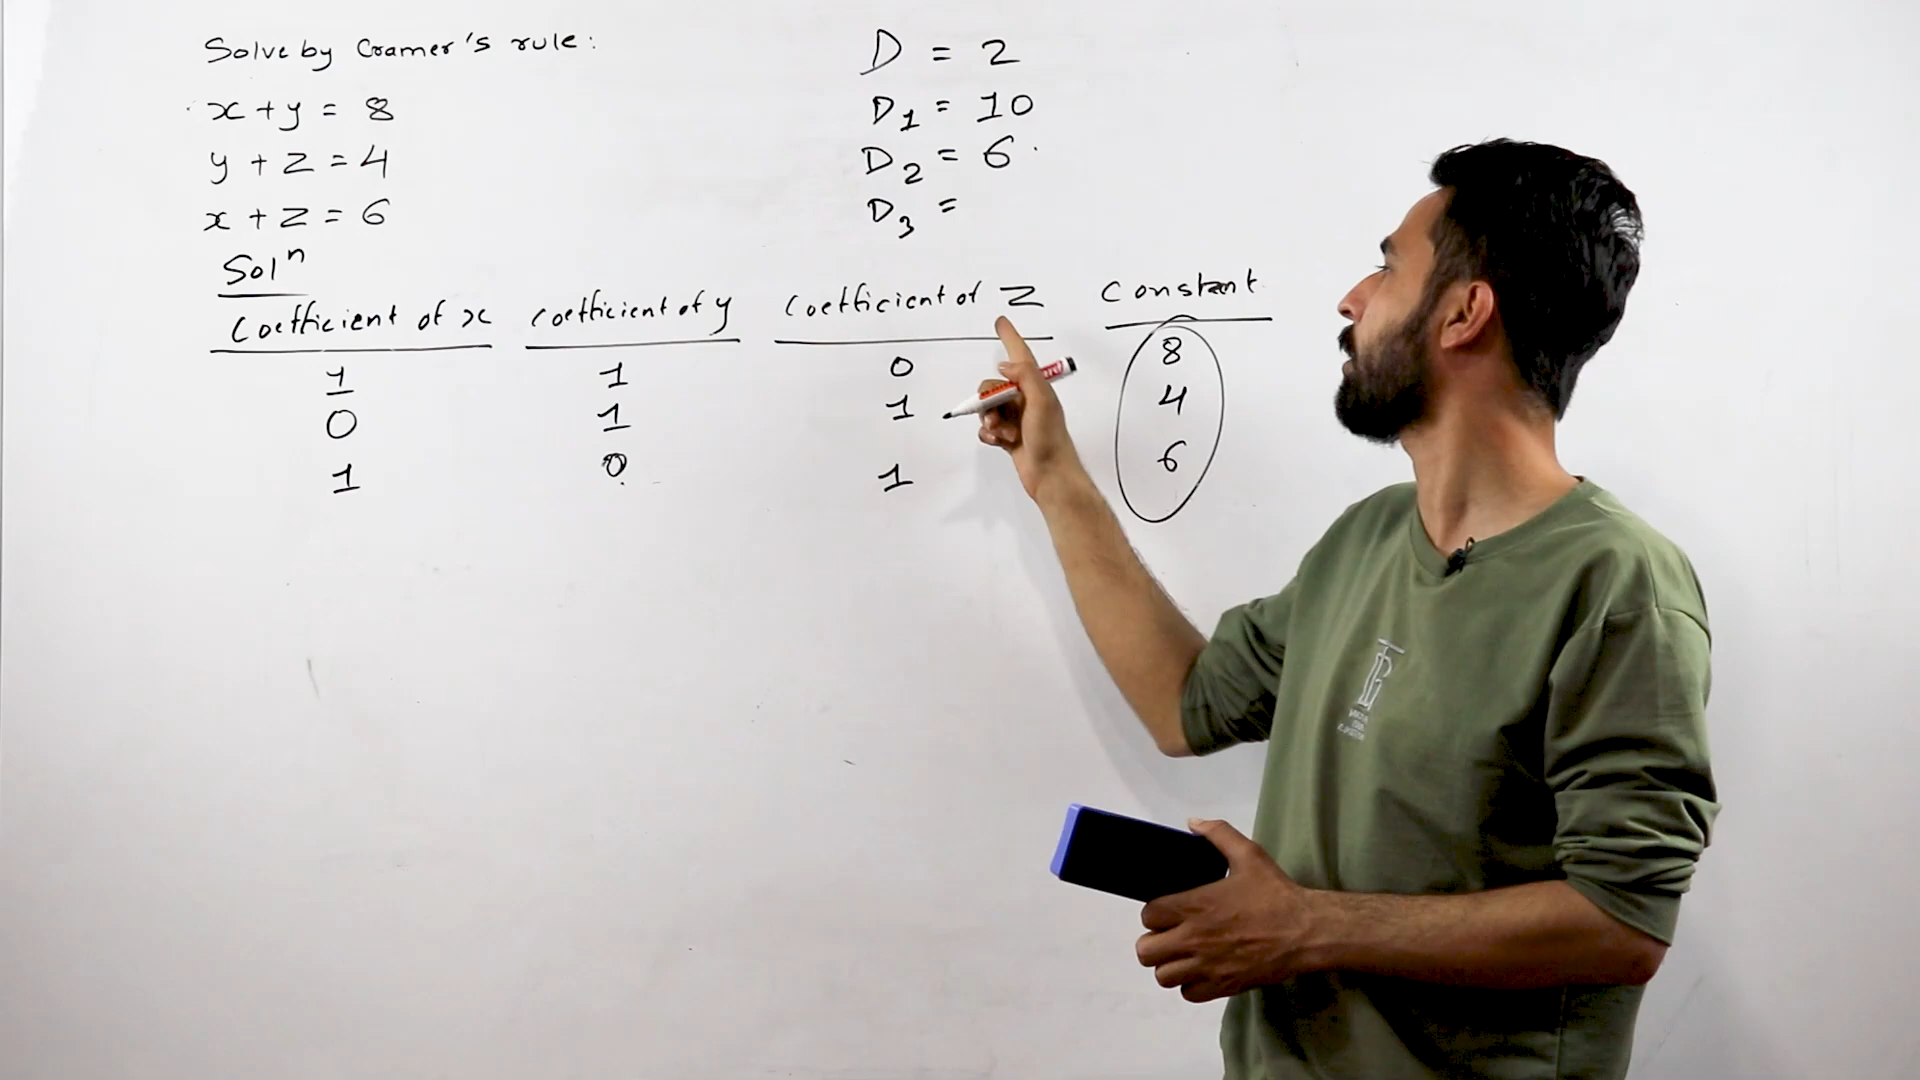 Solve by Cramer's rule:
x + y = 8
y + z = 4
x + z = 6
Solⁿ
D = 2
D₁ = 10
D₂ = 6
D₃ =
Coefficient of x Coefficient of y Coefficient of z Constant
1 1 0 8
0 1 1 4
1 0 1 6